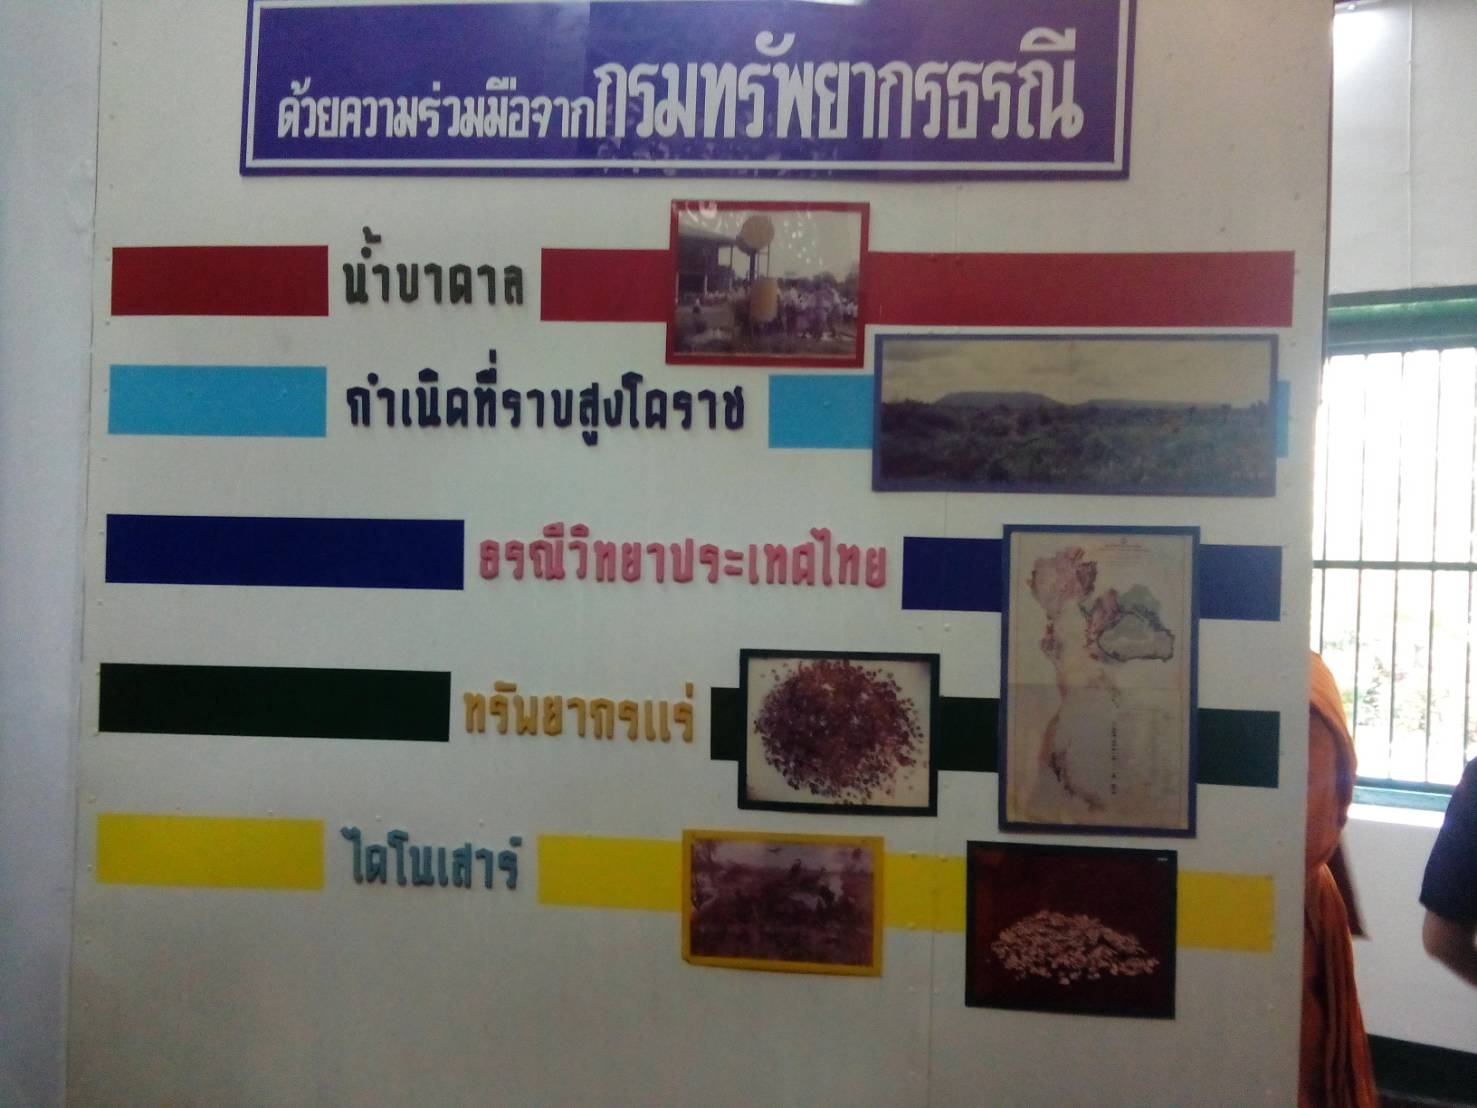 ด้วยความร่วมมือจากกรมทรัพยากรธรณี
น้ำบาดาล
กำเนิดที่ราบสูงโคราช
ธรณีวิทยาประเทศไทย
ทรัพยากรแร่
ไดโนเสาร์